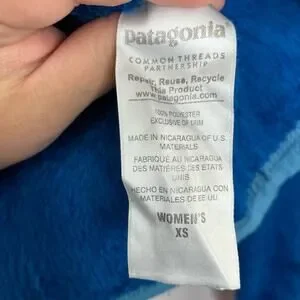 patagonia
COMMON THREADS
PARTNERSHIP
Repair, Reuse, Recycle
This Product
www.patagonia.com
100% POLYESTER
EXCLUSIVE OF TRIM
MADE IN NICARAGUA OF U.S.
MATERIALS
FABRIQUÉ AU NICARAGUA
DES MATIÈRES DES ÉTATS
UNIS
HECHO EN NICARAGUA CON
MATERIALES DE EE UU
WOMEN'S
XS